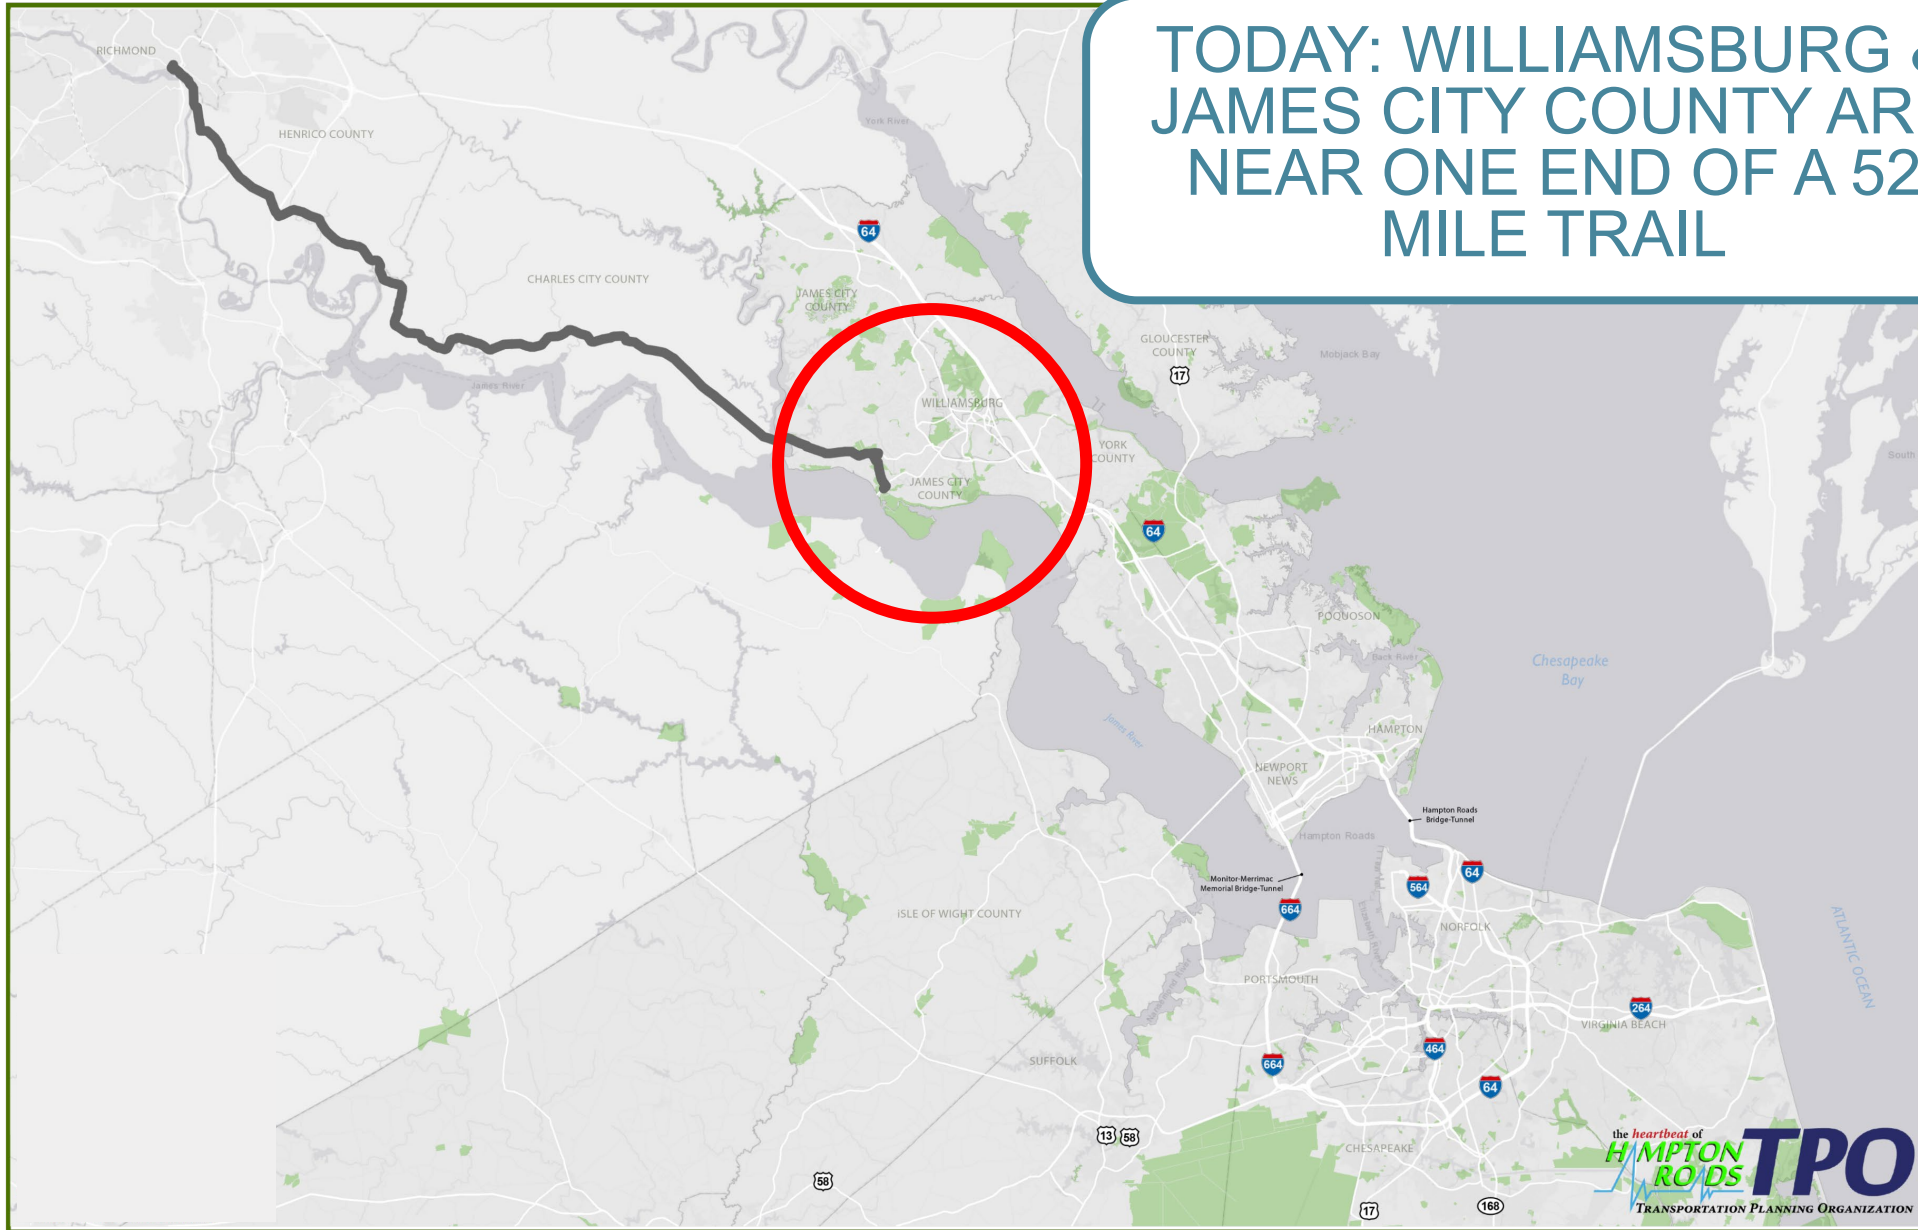 TODAY: WILLIAMSBURG
JAMES CITY COUNTY AR
NEAR ONE END OF A 52
MILE TRAIL
RICHMOND
HENRICO COUNTY
York River
64
CHARLES CITY COUNTY
JAMES CITY
COUNTY
GLOUCESTER
COUNTY
Mobjack Bay
17
James River
WILLIAMSBURG
YORK
COUNTY
South
JAMES CITY
COUNTY
64
POQUOSON
Back River
Chesapeake
Bay
James River
HAMPTON
NEWPORT
NEWS
Hampton Roads
Bridge-Tunnel
Hampton Roads
Monitor-Merrimac
Memorial Bridge-Tunnel
64
564
664
ISLE OF WIGHT COUNTY
NORFOLK
ATLANTIC OCEAN
PORTSMOUTH
264
VIRGINIA BEACH
464
SUFFOLK
664
64
13 58
CHESAPEAKE
58
17
168
the heartbeat of
HAMPTON
ROADS
TPO
TRANSPORTATION PLANNING ORGANIZATION